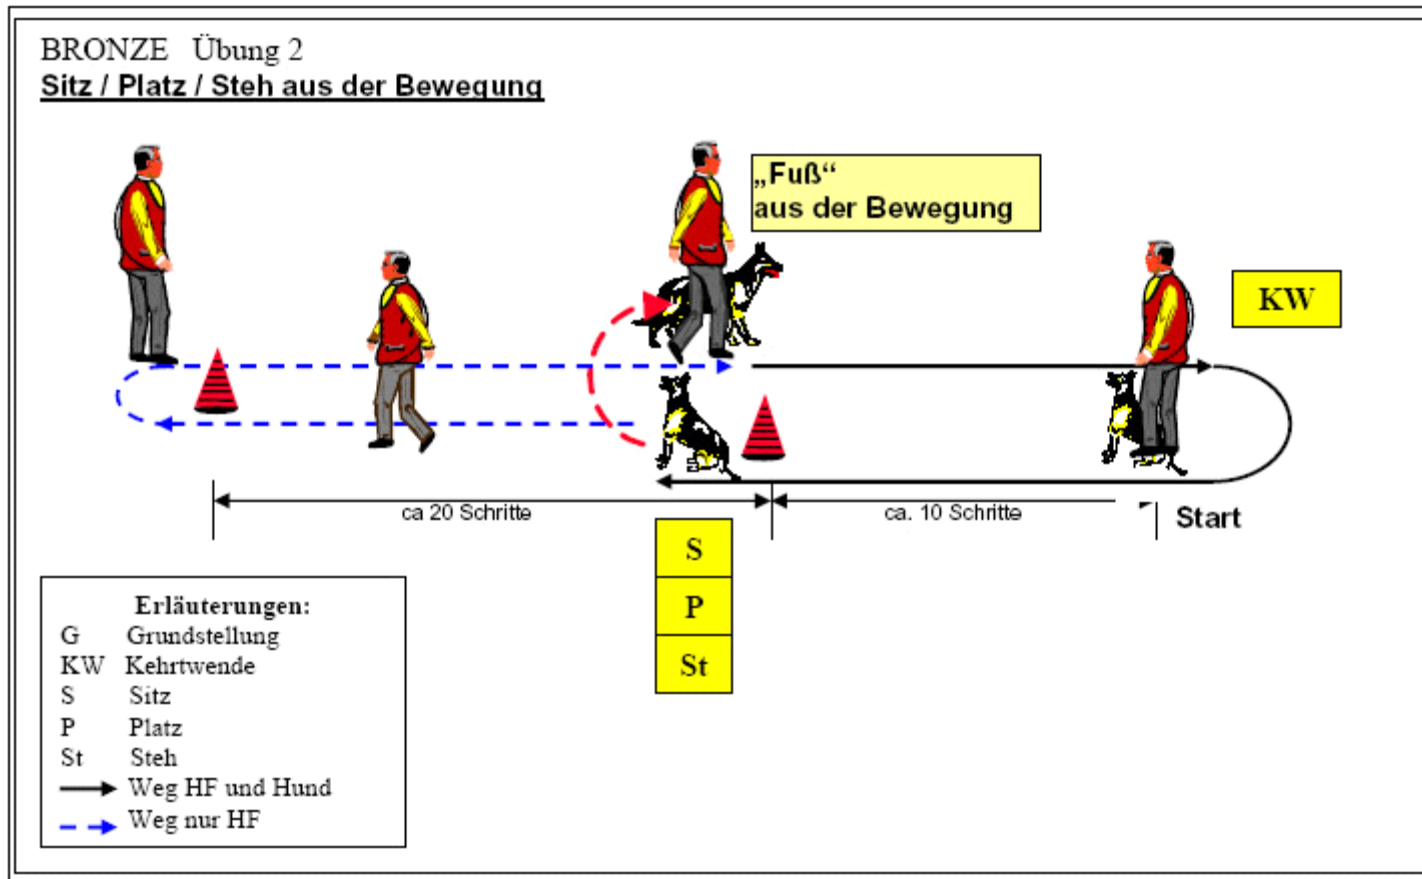 BRONZE Übung 2
Sitz / Platz / Steh aus der Bewegung
„Fuß“
aus der Bewegung
KW
ca 20 Schritte
ca. 10 Schritte
Start
S
P
St
Erläuterungen:
G Grundstellung
KW Kehrtwende
S Sitz
P Platz
St Steh
Weg HF und Hund
Weg nur HF